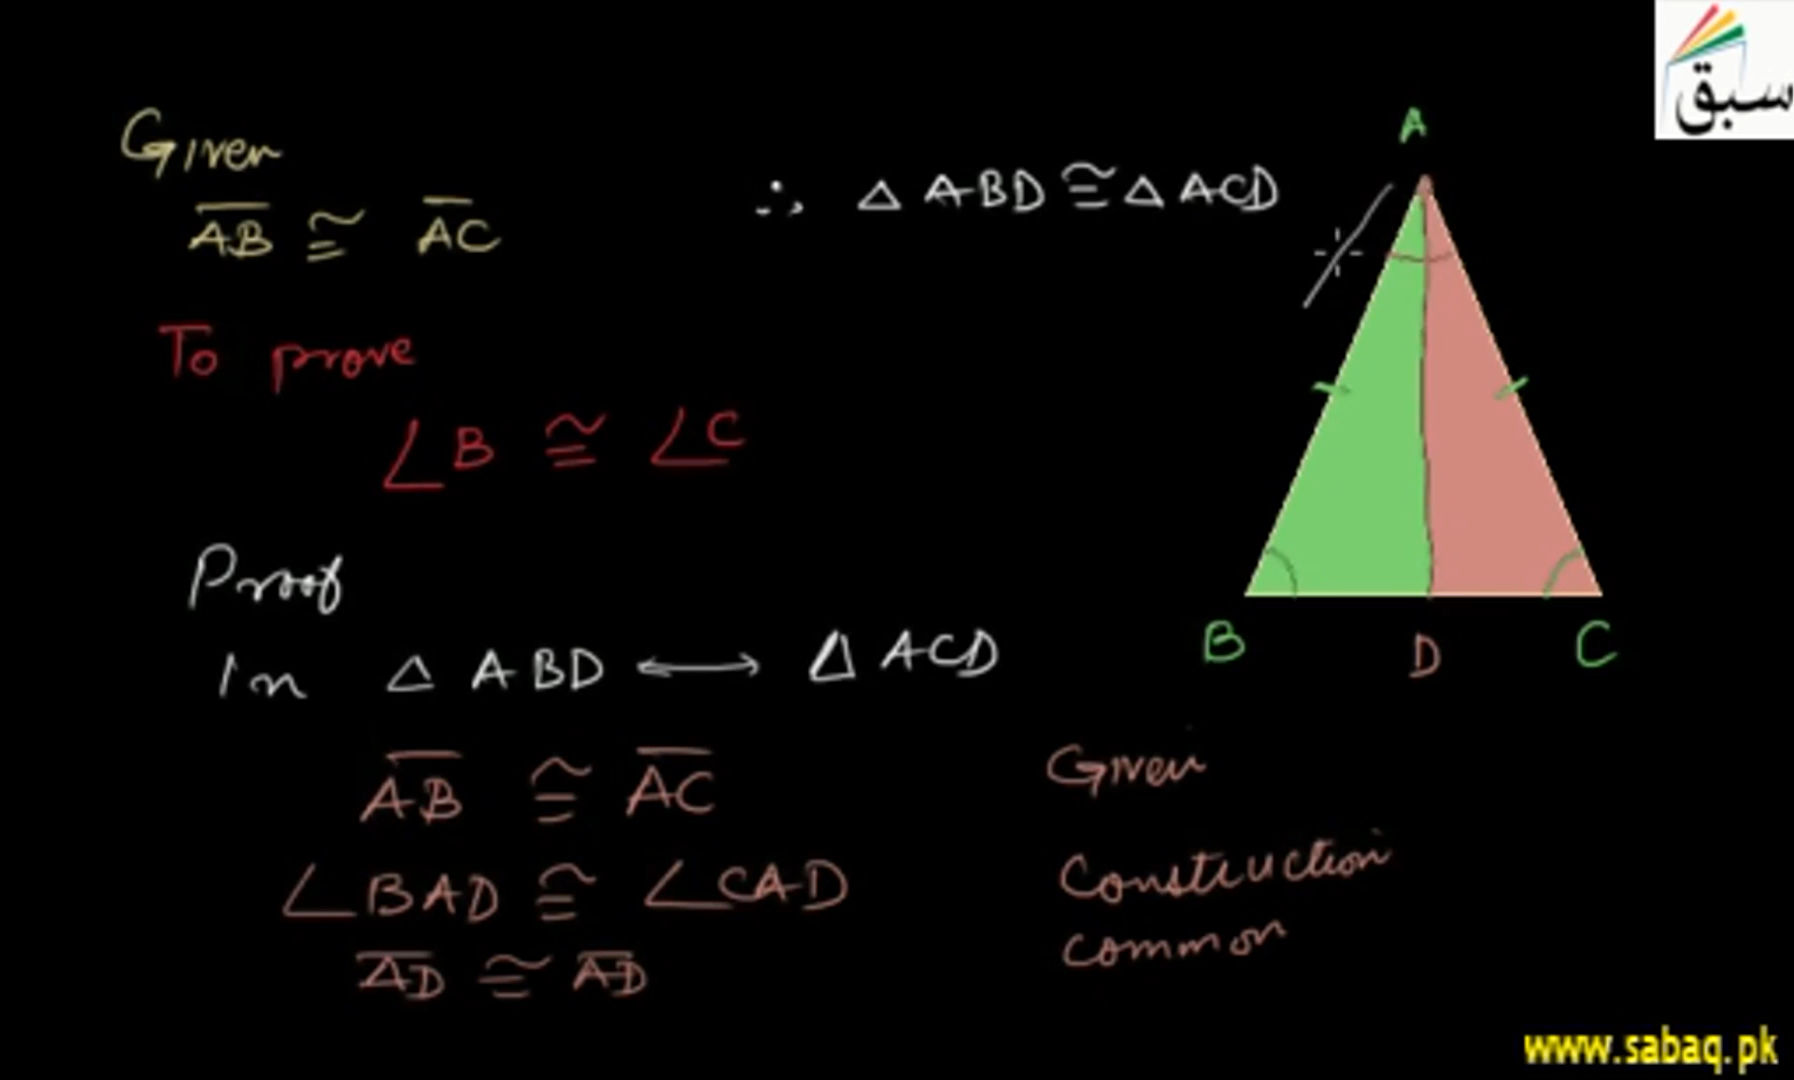 Given
AB ≅ AC
To prove
∠B ≅ ∠C
Proof
In △ ABD ⟷ △ ACD
AB ≅ AC Given
∠BAD ≅ ∠CAD Construction
AD ≅ AD common
∴ △ ABD ≅ △ ACD
A
B D C
سبق
www.sabaq.pk